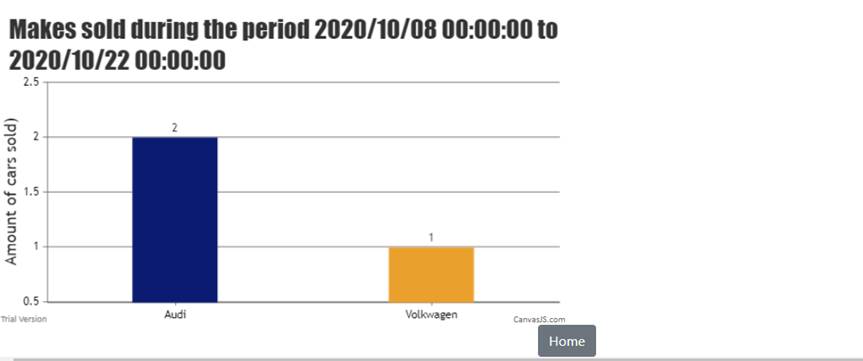 Makes sold during the period 2020/10/08 00:00:00 to
2020/10/22 00:00:00
Amount of cars sold)
2.5
2
1.5
1
0.5
2
1
Audi
Volkwagen
Trial Version
CanvasJS.com
Home